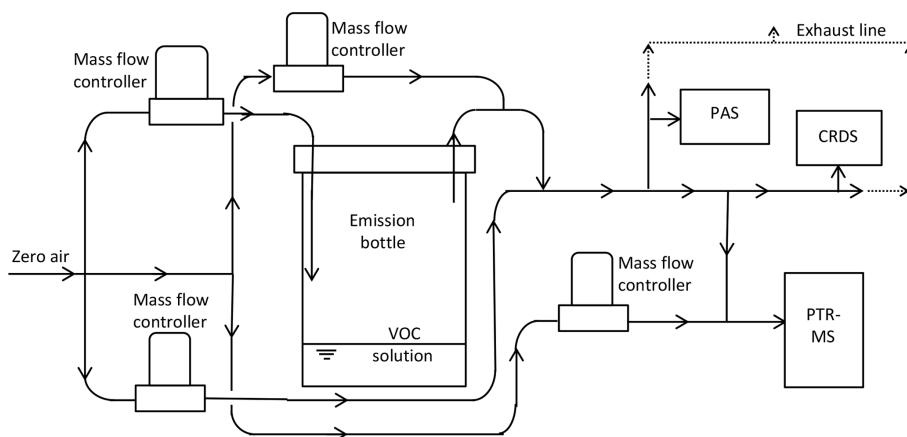 Mass flow
controller
Exhaust line
Mass flow
controller
PAS
CRDS
Emission
bottle
Zero air
Mass flow
controller
Mass flow
controller
VOC
solution
PTR-
MS